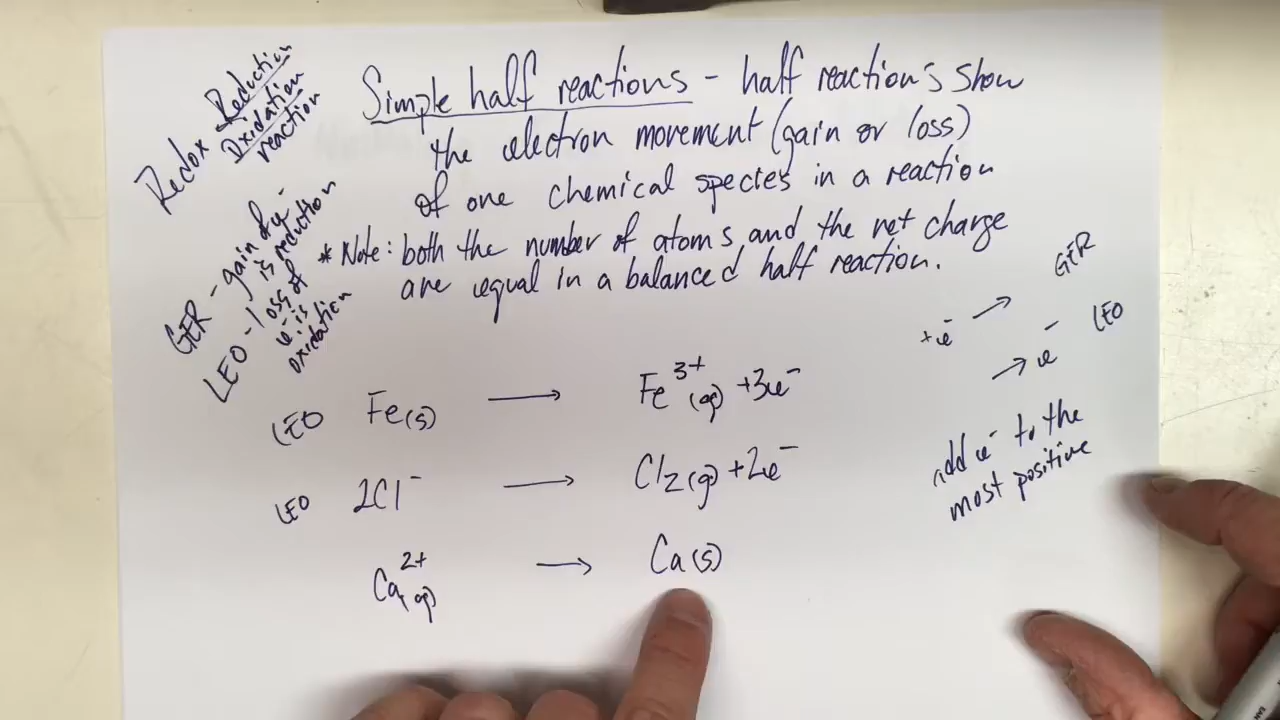 Redox Reduction
Oxidation
reaction
GER - gain of e⁻
is reduction
LEO - loss of
e⁻ is
oxidation
Simple half reactions - half reaction's show
the electron movement (gain or loss)
of one chemical species in a reaction
* Note: both the number of atoms and the net charge
are equal in a balanced half reaction.
+e⁻ → GER
→ e⁻ LEO
add e⁻ to the
most positive
LEO Fe(s) → Fe³⁺(aq) + 3e⁻
LEO 2Cl⁻ → Cl₂(g) + 2e⁻
Ca²⁺(aq) → Ca(s)